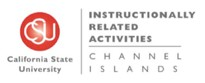 CSU
California State
University
INSTRUCTIONALLY
RELATED
ACTIVITIES
CHANNEL
ISLANDS